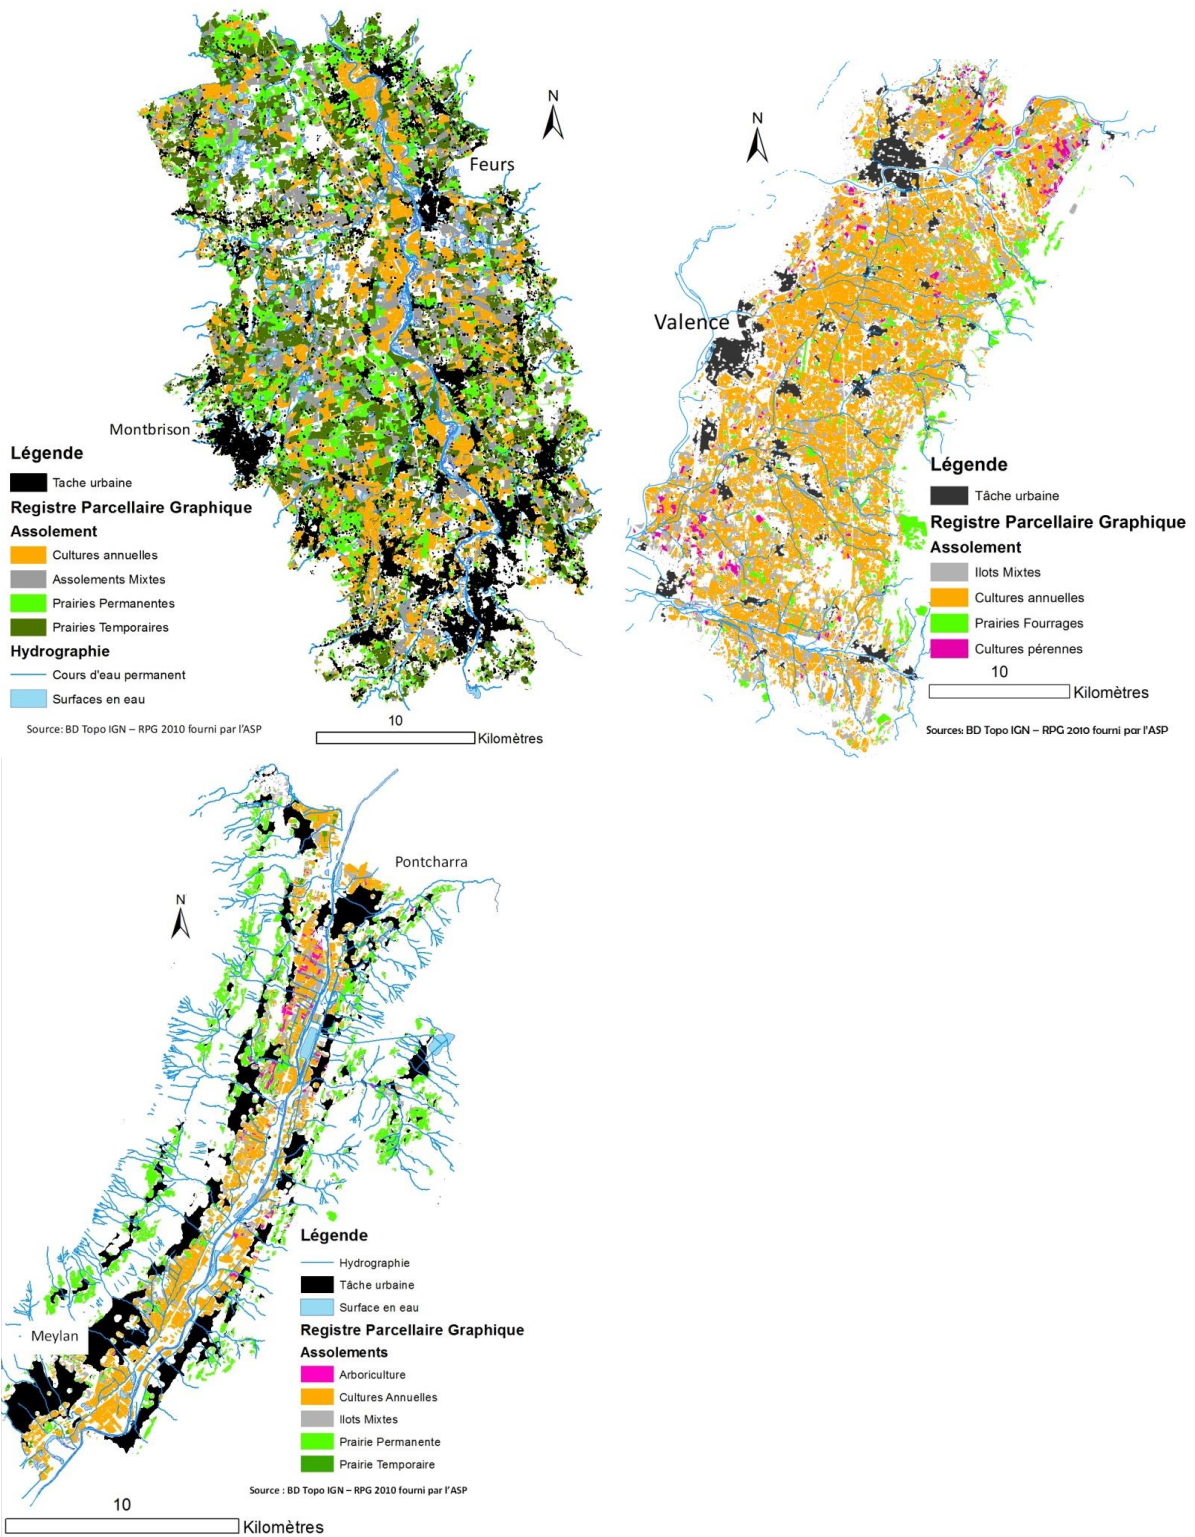 N
Feurs
Montbrison
Légende
Tache urbaine
Registre Parcellaire Graphique
Assolement
Cultures annuelles
Assolements Mixtes
Prairies Permanentes
Prairies Temporaires
Hydrographie
Cours d'eau permanent
Surfaces en eau
Source: BD Topo IGN – RPG 2010 fourni par l'ASP
10
Kilomètres
N
Valence
Légende
Tâche urbaine
Registre Parcellaire Graphique
Assolement
Ilots Mixtes
Cultures annuelles
Prairies Fourrages
Cultures pérennes
10
Kilomètres
Sources: BD Topo IGN – RPG 2010 fourni par l'ASP
Pontcharra
N
Meylan
Légende
Hydrographie
Tâche urbaine
Surface en eau
Registre Parcellaire Graphique
Assolements
Arboriculture
Cultures Annuelles
Ilots Mixtes
Prairie Permanente
Prairie Temporaire
Source : BD Topo IGN – RPG 2010 fourni par l'ASP
10
Kilomètres